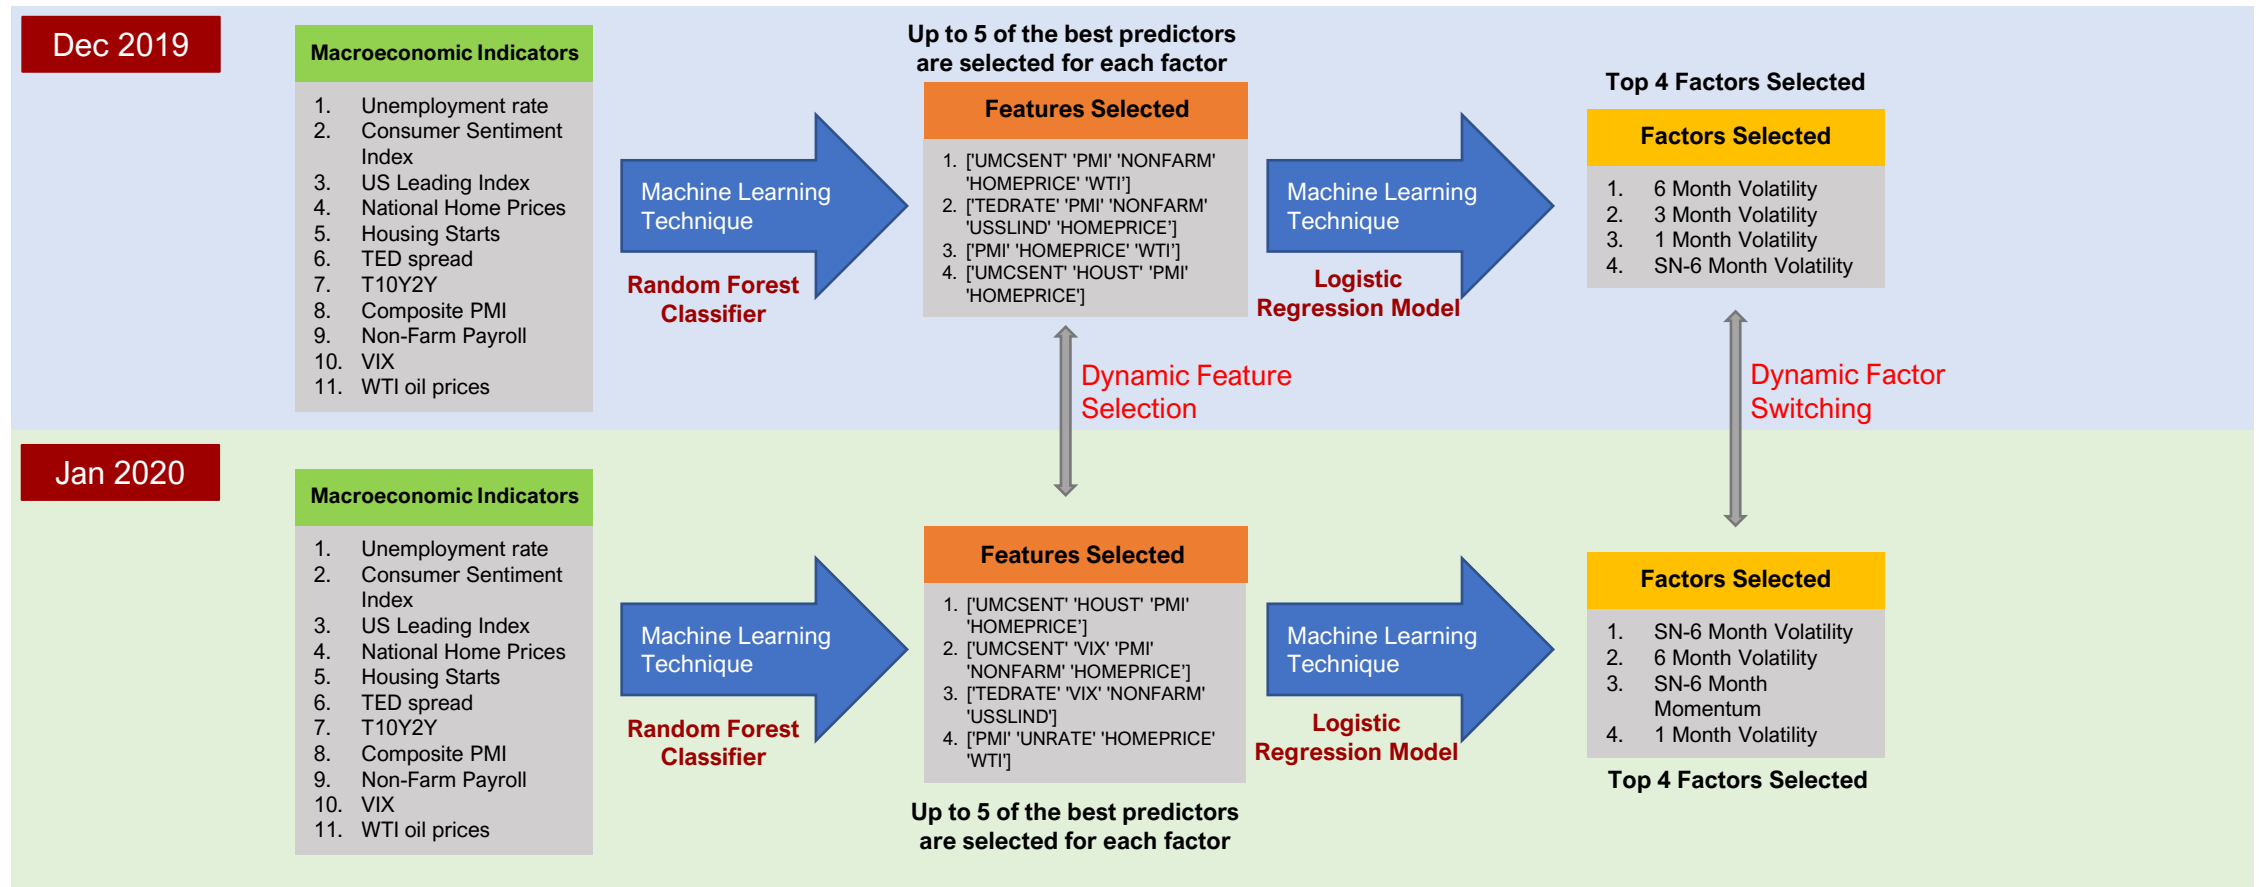 Dec 2019
Macroeconomic Indicators
1. Unemployment rate
2. Consumer Sentiment
Index
3. US Leading Index
4. National Home Prices
5. Housing Starts
6. TED spread
7. T10Y2Y
8. Composite PMI
9. Non-Farm Payroll
10. VIX
11. WTI oil prices
Machine Learning
Technique
Random Forest
Classifier
Up to 5 of the best predictors
are selected for each factor
Features Selected
1. ['UMCSENT' 'PMI' 'NONFARM'
'HOMEPRICE' 'WTI’]
2. ['TEDRATE' 'PMI' 'NONFARM'
'USSLIND' 'HOMEPRICE’]
3. ['PMI' 'HOMEPRICE' 'WTI’]
4. ['UMCSENT' 'HOUST' 'PMI'
'HOMEPRICE']
Machine Learning
Technique
Logistic
Regression Model
Top 4 Factors Selected
Factors Selected
1. 6 Month Volatility
2. 3 Month Volatility
3. 1 Month Volatility
4. SN-6 Month Volatility
Dynamic Feature
Selection
Dynamic Factor
Switching
Jan 2020
Macroeconomic Indicators
1. Unemployment rate
2. Consumer Sentiment
Index
3. US Leading Index
4. National Home Prices
5. Housing Starts
6. TED spread
7. T10Y2Y
8. Composite PMI
9. Non-Farm Payroll
10. VIX
11. WTI oil prices
Machine Learning
Technique
Random Forest
Classifier
Features Selected
1. ['UMCSENT' 'HOUST' 'PMI'
'HOMEPRICE’]
2. ['UMCSENT' 'VIX' 'PMI'
'NONFARM' 'HOMEPRICE']
3. ['TEDRATE' 'VIX' 'NONFARM'
'USSLIND']
4. ['PMI' 'UNRATE' 'HOMEPRICE'
'WTI']
Up to 5 of the best predictors
are selected for each factor
Machine Learning
Technique
Logistic
Regression Model
Factors Selected
1. SN-6 Month Volatility
2. 6 Month Volatility
3. SN-6 Month
Momentum
4. 1 Month Volatility
Top 4 Factors Selected